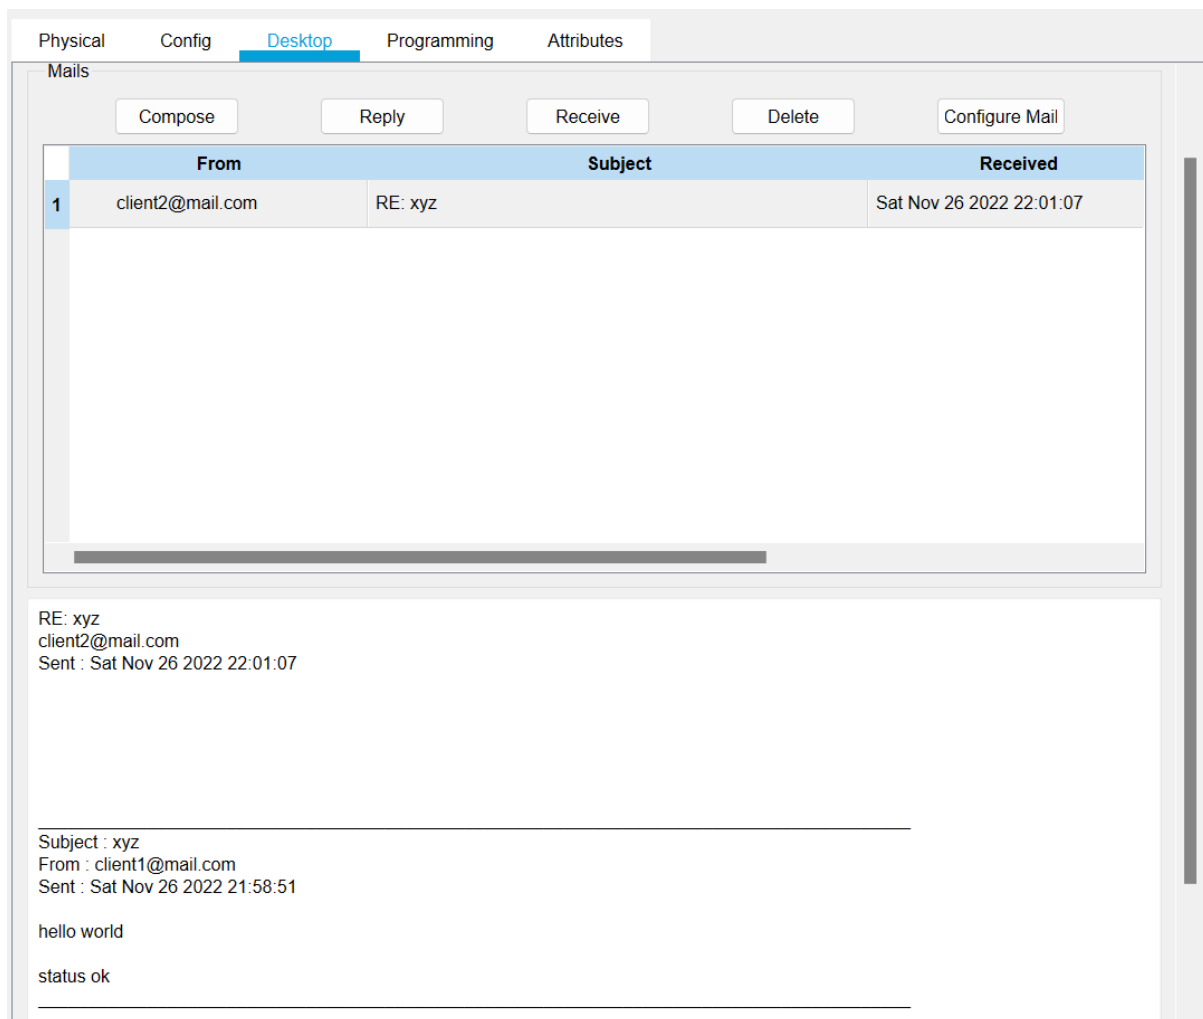 Physical Config Desktop Programming Attributes
Mails
Compose Reply Receive Delete Configure Mail
From Subject Received
1 client2@mail.com RE: xyz Sat Nov 26 2022 22:01:07
RE: xyz
client2@mail.com
Sent : Sat Nov 26 2022 22:01:07
Subject : xyz
From : client1@mail.com
Sent : Sat Nov 26 2022 21:58:51
hello world
status ok